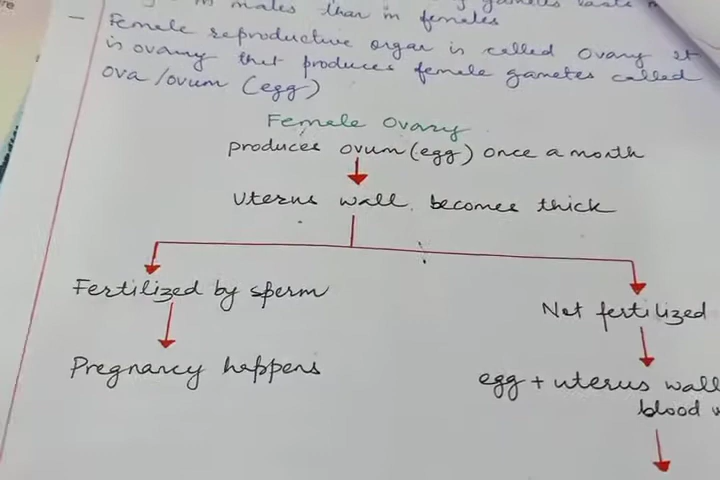 in males than in females
— Female reproductive organ is called Ovary It
is ovary that produces female gametes called
ova/ovum (egg)
Female Ovary
produces ovum (egg) once a month
Uterus wall becomes thick
Fertilized by sperm
Not fertilized
Pregnancy happens
egg + uterus wall
blood